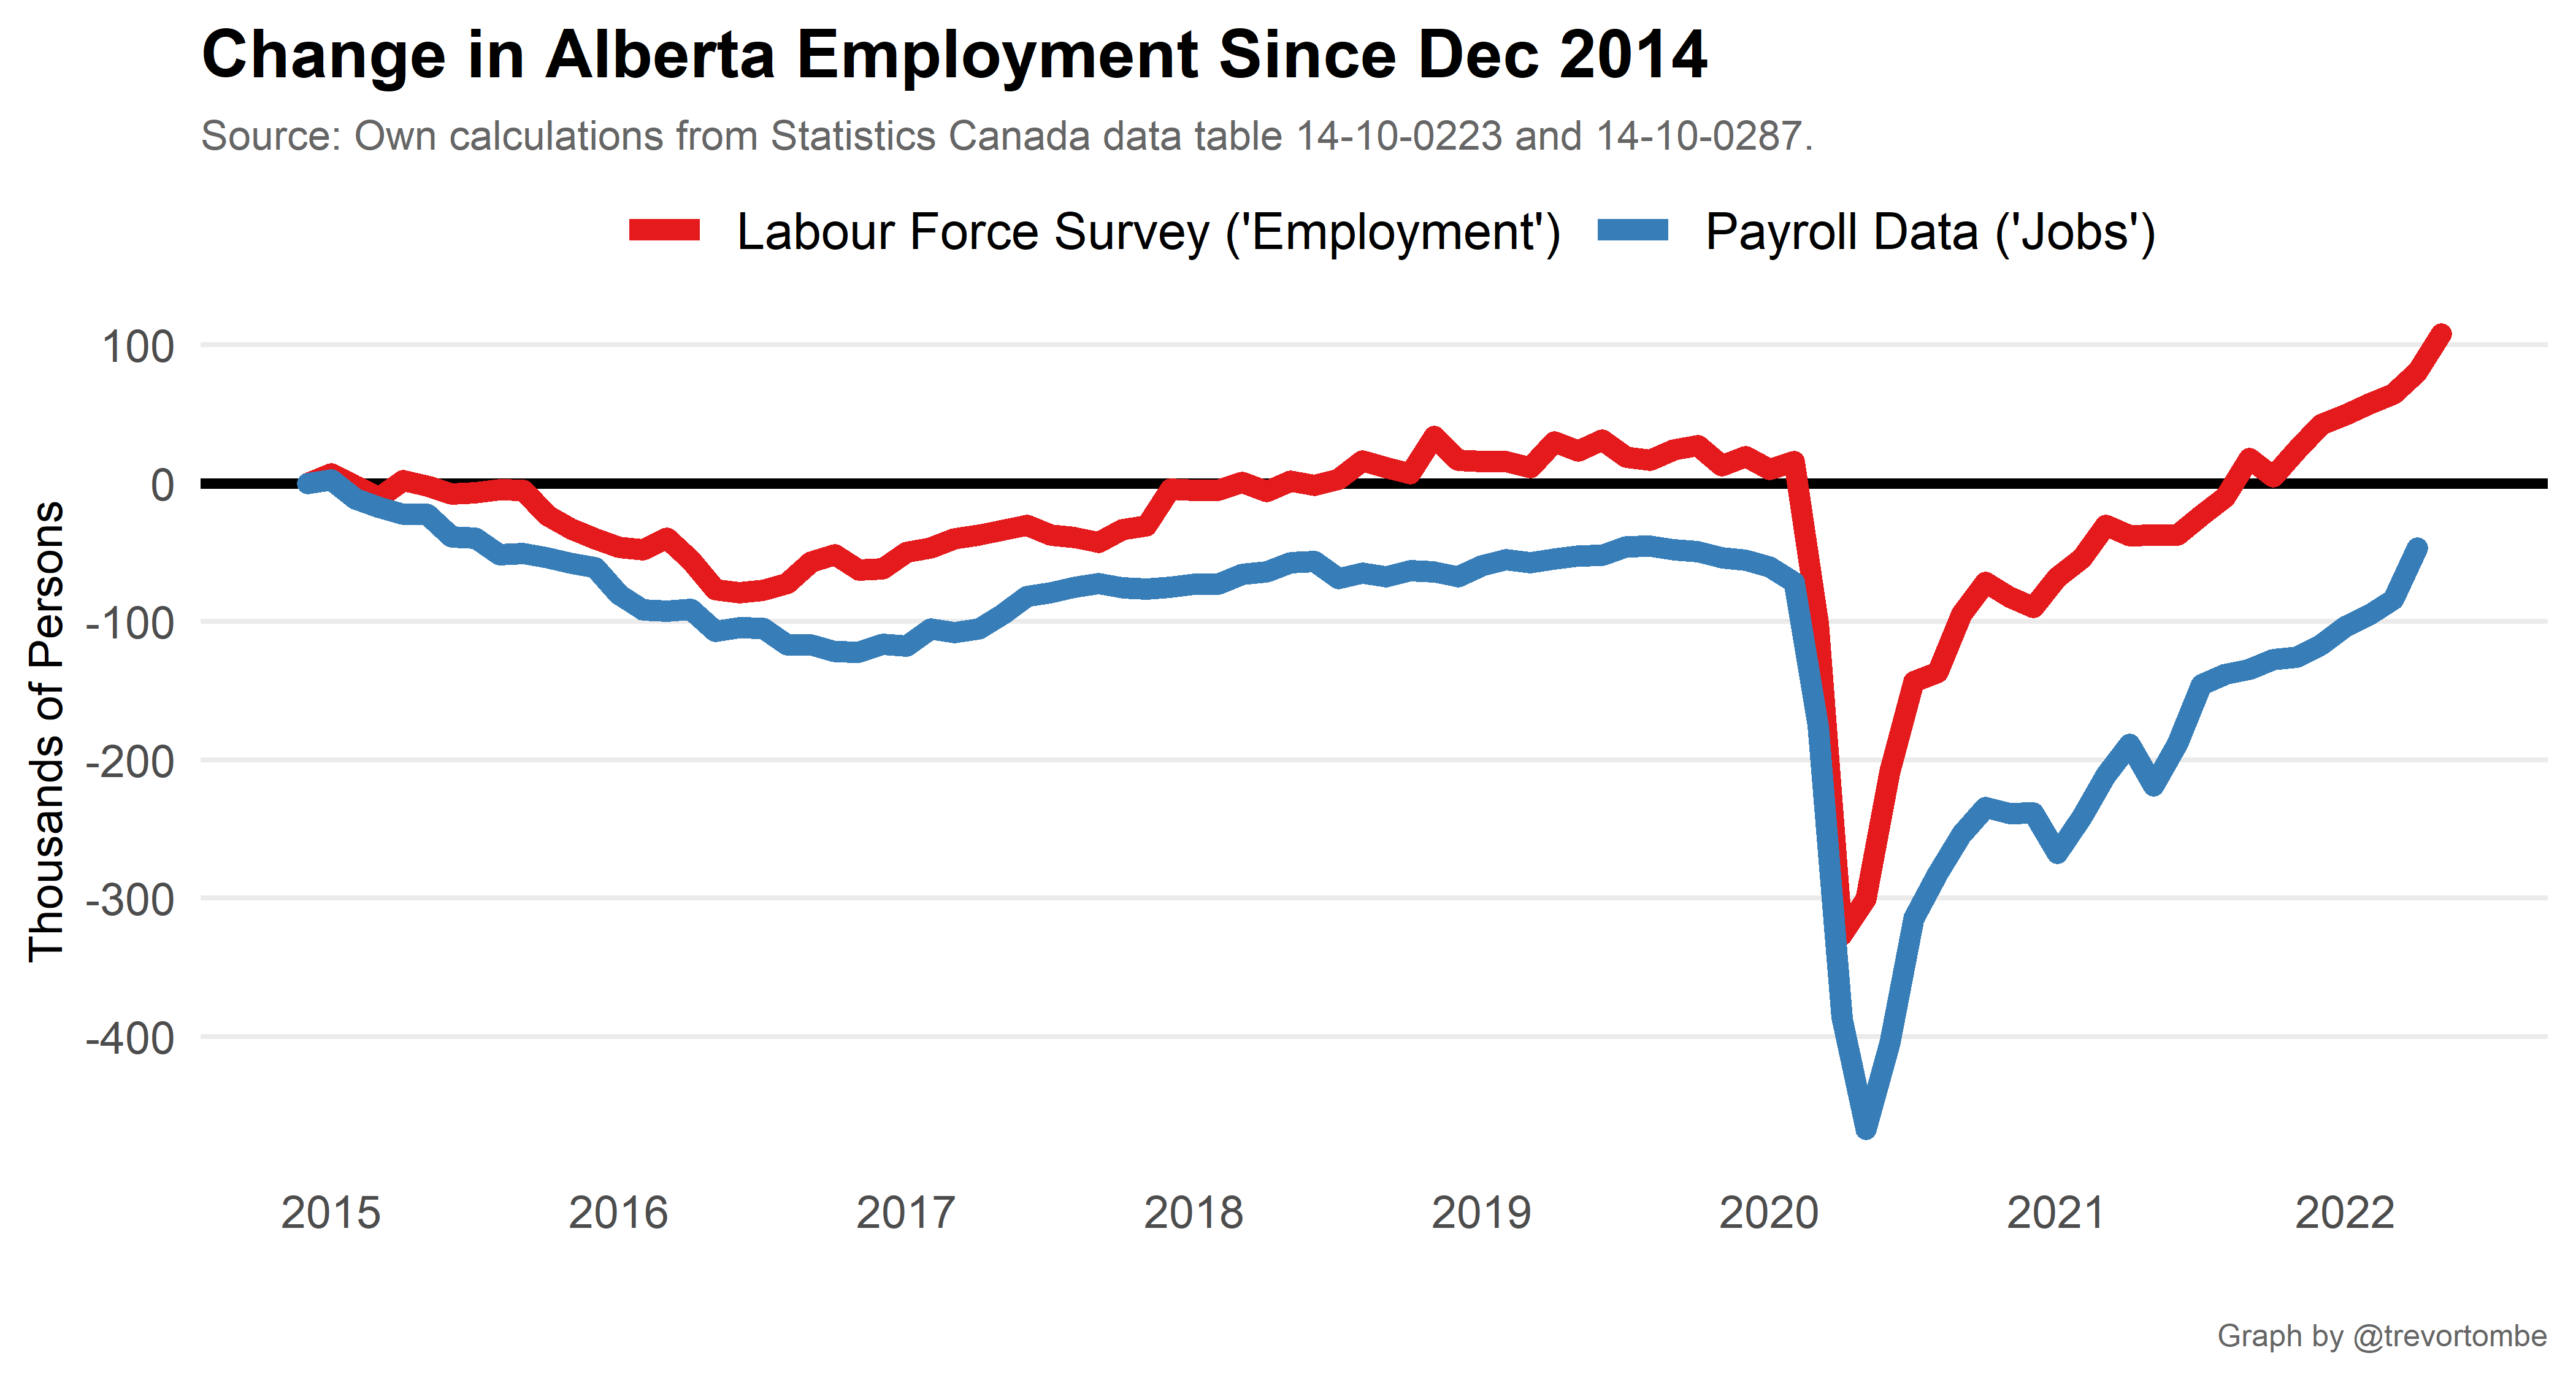 Change in Alberta Employment Since Dec 2014
Source: Own calculations from Statistics Canada data table 14-10-0223 and 14-10-0287.
Labour Force Survey ('Employment') Payroll Data ('Jobs')
Thousands of Persons
100
0
-100
-200
-300
-400
2015 2016 2017 2018 2019 2020 2021 2022
Graph by @trevortombe